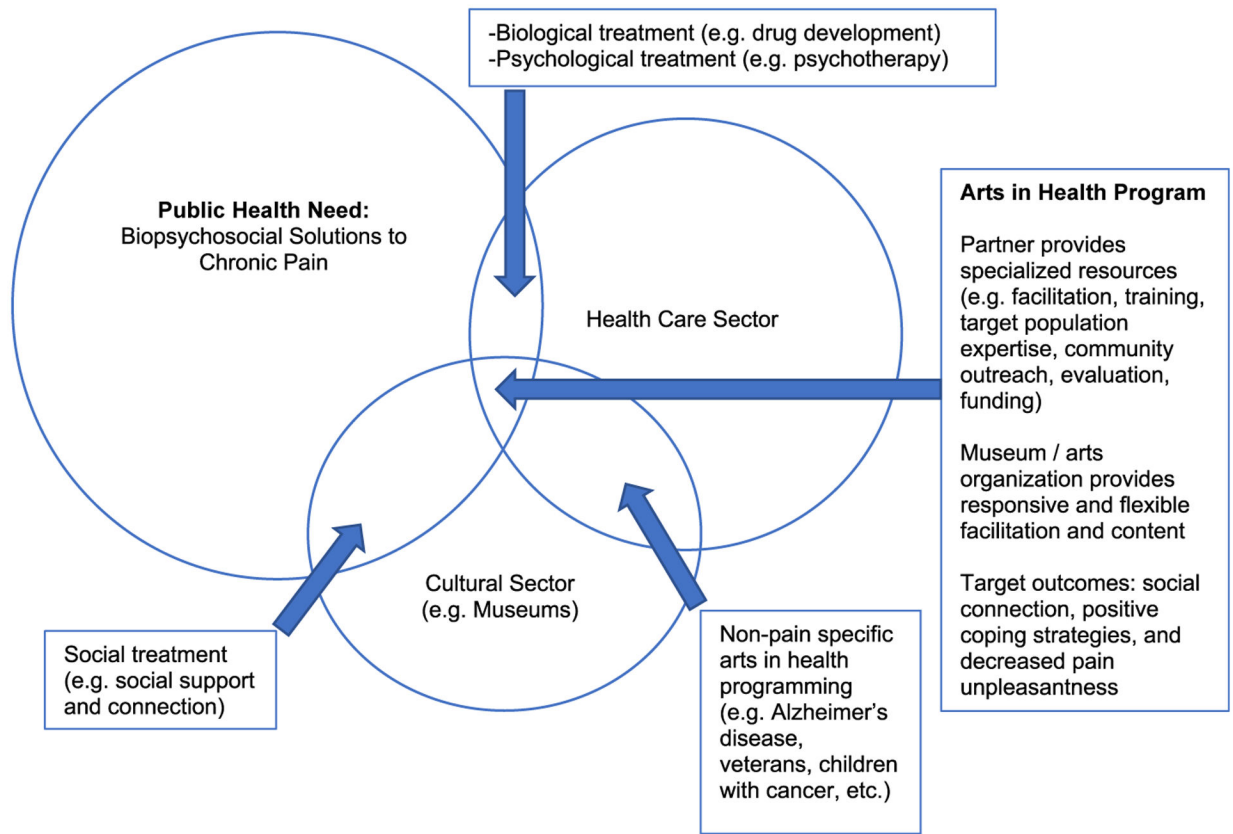 -Biological treatment (e.g. drug development)
-Psychological treatment (e.g. psychotherapy)
Public Health Need:
Biopsychosocial Solutions to
Chronic Pain
Health Care Sector
Arts in Health Program
Partner provides
specialized resources
(e.g. facilitation, training,
target population
expertise, community
outreach, evaluation,
funding)
Museum / arts
organization provides
responsive and flexible
facilitation and content
Target outcomes: social
connection, positive
coping strategies, and
decreased pain
unpleasantness
Cultural Sector
(e.g. Museums)
Social treatment
(e.g. social support
and connection)
Non-pain specific
arts in health
programming
(e.g. Alzheimer’s
disease,
veterans, children
with cancer, etc.)